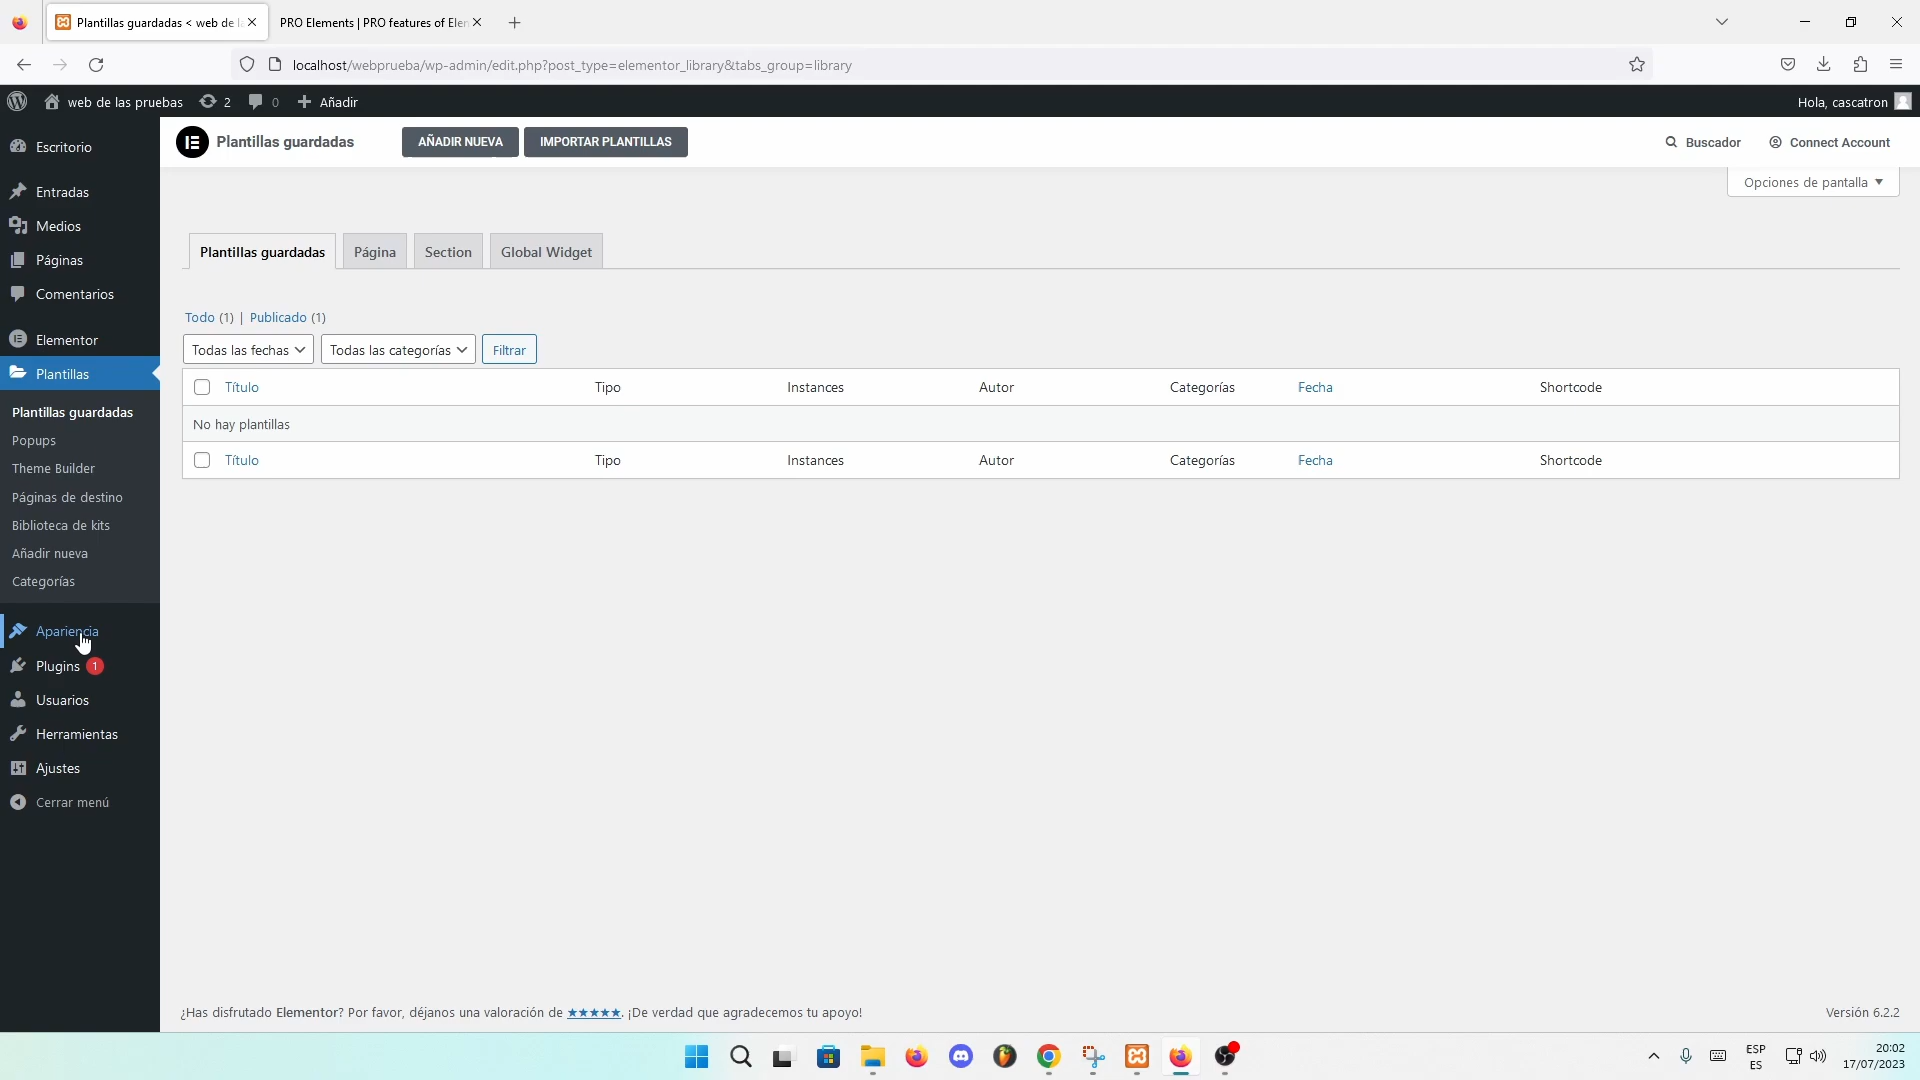 Plantillas guardadas < web de l
PRO Elements | PRO features of Elem
localhost/webprueba/wp-admin/edit.php?post_type=elementor_library&tabs_group=library
web de las pruebas
2
0
Añadir
Hola, cascatron
Escritorio
Entradas
Medios
Páginas
Comentarios
Elementor
Plantillas
Plantillas guardadas
Popups
Theme Builder
Páginas de destino
Biblioteca de kits
Añadir nueva
Categorías
Apariencia
Plugins 1
Usuarios
Herramientas
Ajustes
Cerrar menú
Plantillas guardadas
AÑADIR NUEVA
IMPORTAR PLANTILLAS
Buscador
Connect Account
Opciones de pantalla
Plantillas guardadas
Página
Section
Global Widget
Todo (1) | Publicado (1)
Todas las fechas
Todas las categorías
Filtrar
Título Tipo Instances Autor Categorías Fecha Shortcode
No hay plantillas
Título Tipo Instances Autor Categorías Fecha Shortcode
¿Has disfrutado Elementor? Por favor, déjanos una valoración de ★★★★★. ¡De verdad que agradecemos tu apoyo!
Versión 6.2.2
ESP
ES
20:02
17/07/2023